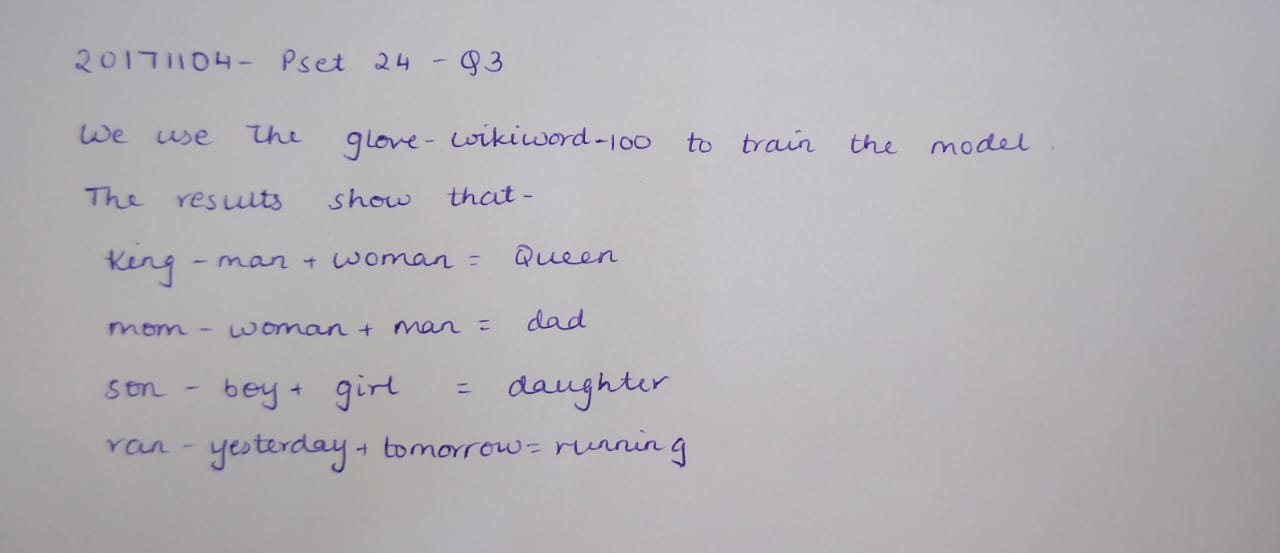 20171104- Pset 24 - Q3
We use the glove-wikiword-100 to train the model.
The results show that-
King - man + woman = Queen
mom - woman + man = dad
son - boy + girl = daughter
ran - yesterday + tomorrow = running